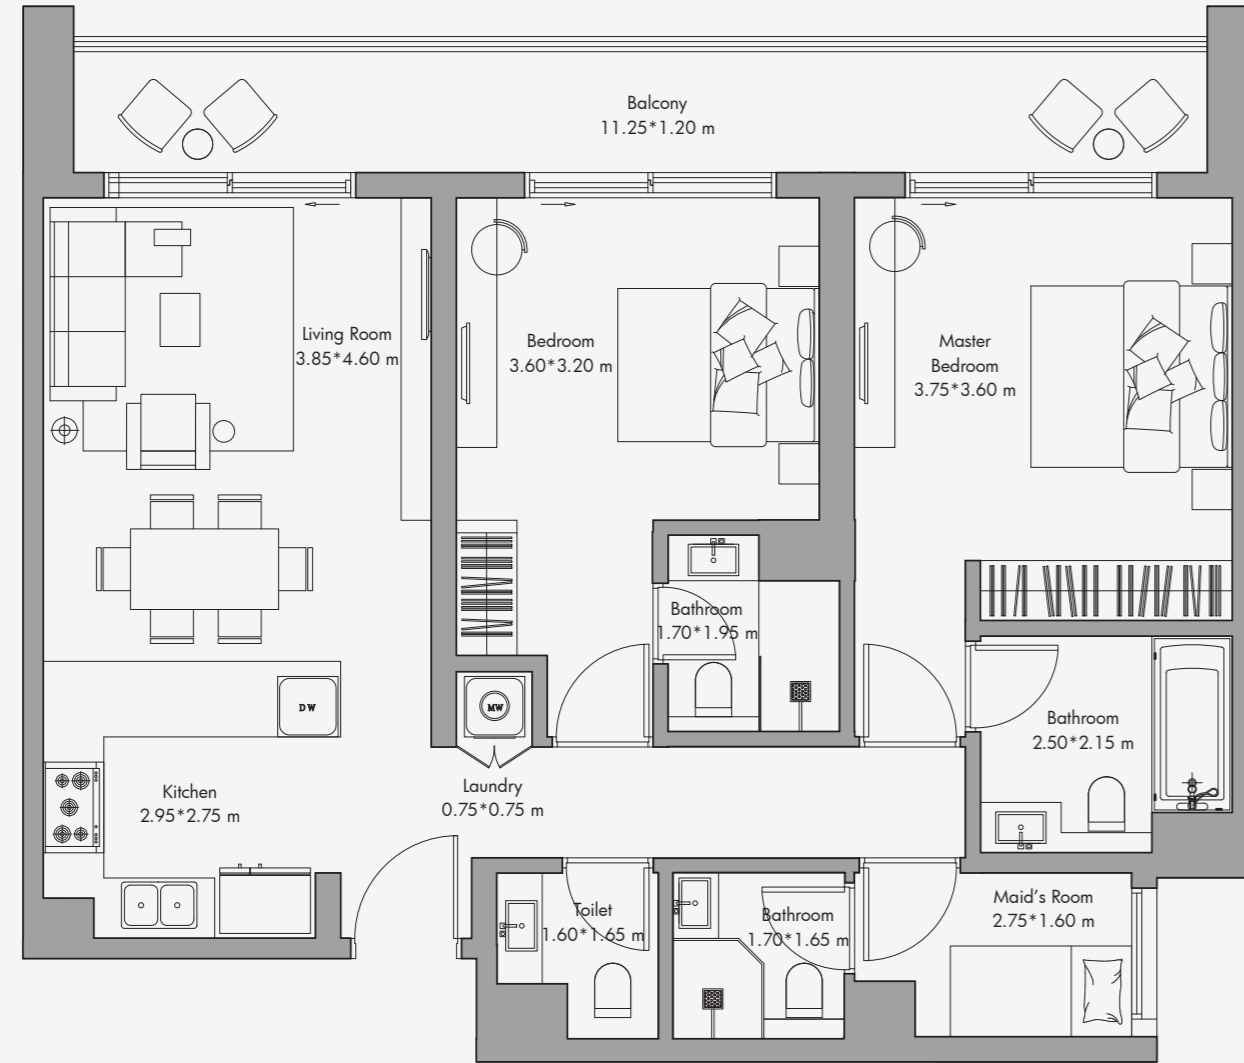 Balcony
11.25*1.20 m
Living Room
3.85*4.60 m
Bedroom
3.60*3.20 m
Master
Bedroom
3.75*3.60 m
Bathroom
1.70*1.95 m
DW
MW
Bathroom
2.50*2.15 m
Kitchen
2.95*2.75 m
Laundry
0.75*0.75 m
Toilet
1.60*1.65 m
Bathroom
1.70*1.65 m
Maid's Room
2.75*1.60 m